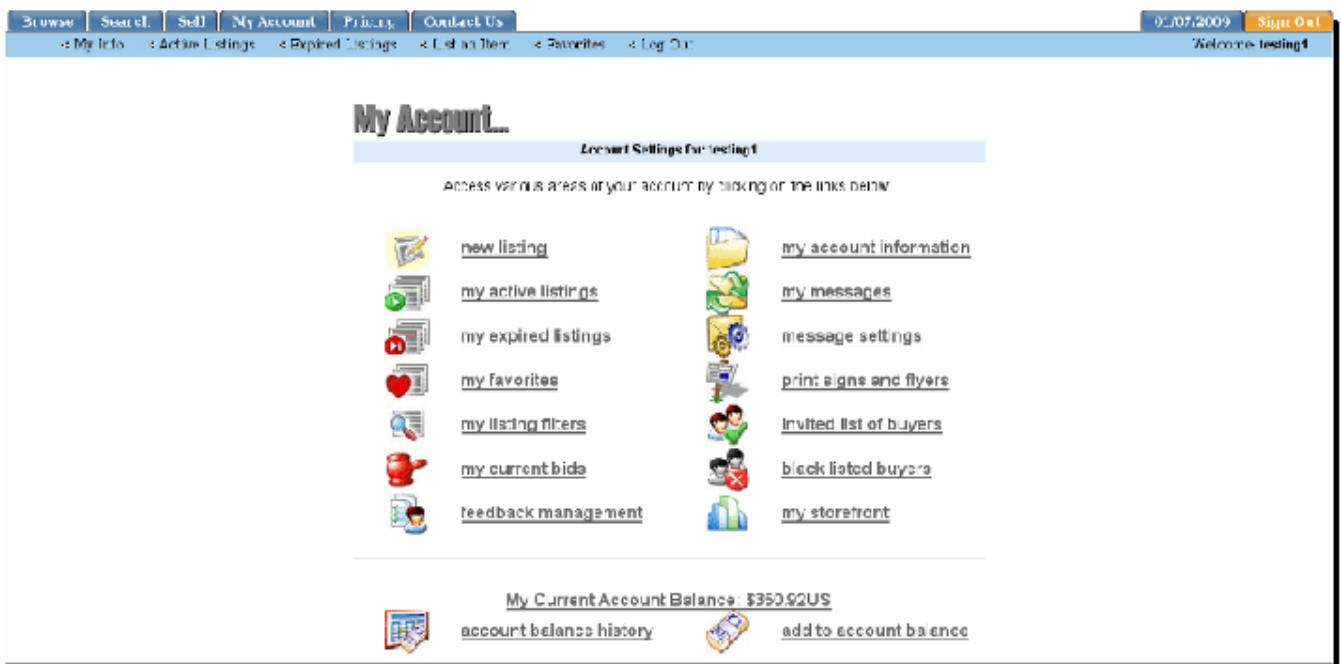 Browse Search Sell My Account Pricing Contact Us 01/07/2009 Sign Out
< My Info < Active Listings < Expired Listings < List an Item < Favorites < Log Out Welcome testing1
My Account...
Account Settings for testing1
Access various areas of your account by clicking on the links below
new listing my account information
my active listings my messages
my expired listings message settings
my favorites print signs and flyers
my listing filters invited list of buyers
my current bids black listed buyers
feedback management my storefront
My Current Account Balance: $350.92US
account balance history add to account balance